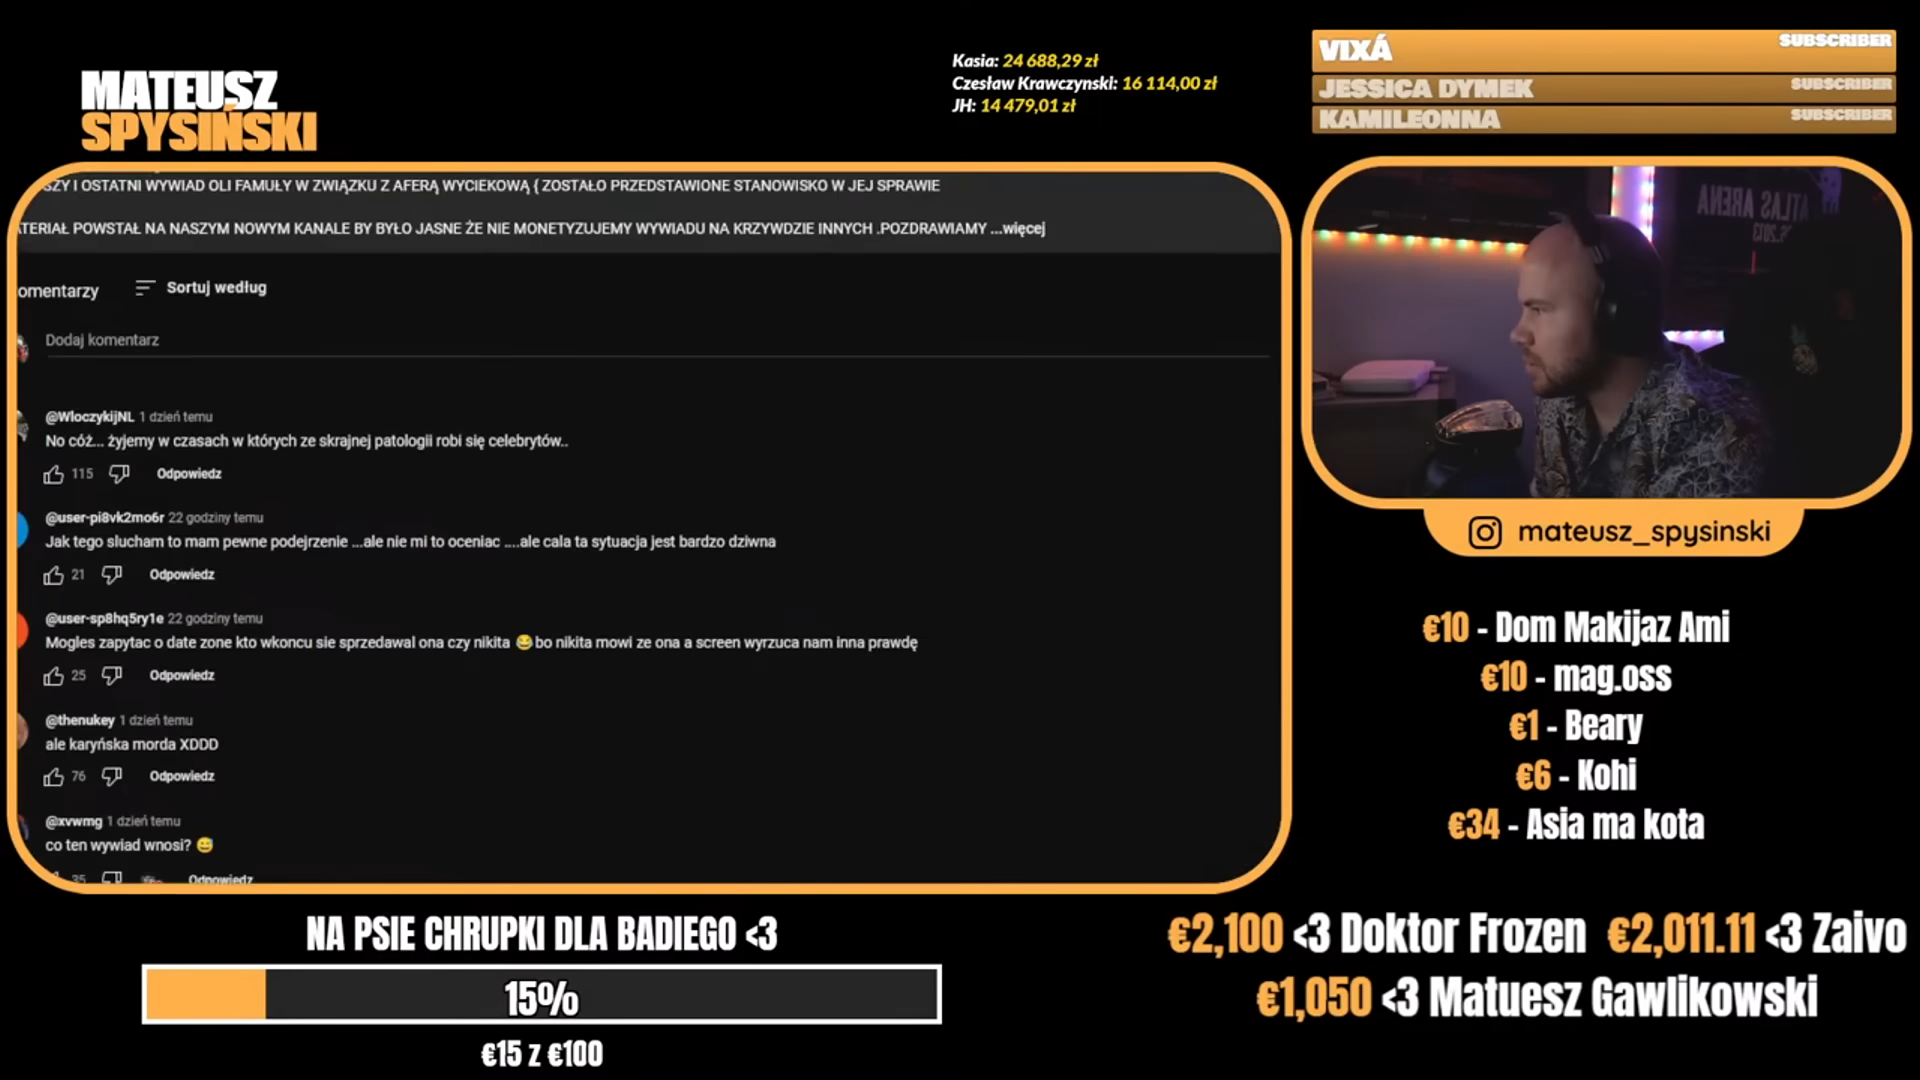 MATEUSZ
SPYSIŃSKI
Kasia: 24 688,29 zł
Czesław Krawczynski: 16 114,00 zł
JH: 14 479,01 zł
VIXÁ SUBSCRIBER
JESSICA DYMEK SUBSCRIBER
KAMILEONNA SUBSCRIBER
SZY I OSTATNI WYWIAD OLI FAMUŁY W ZWIĄZKU Z AFERĄ WYCIEKOWĄ { ZOSTAŁO PRZEDSTAWIONE STANOWISKO W JEJ SPRAWIE
TERIAŁ POWSTAŁ NA NASZYM NOWYM KANALE BY BYŁO JASNE ŻE NIE MONETYZUJEMY WYWIADU NA KRZYWDZIE INNYCH .POZDRAWIAMY ...więcej
omentarzy Sortuj według
Dodaj komentarz
@WloczykijNL 1 dzień temu
No cóż... żyjemy w czasach w których ze skrajnej patologii robi się celebrytów..
115 Odpowiedz
@user-pi8vk2mo6r 22 godziny temu
Jak tego slucham to mam pewne podejrzenie ...ale nie mi to oceniac ....ale cala ta sytuacja jest bardzo dziwna
21 Odpowiedz
@user-sp8hq5ry1e 22 godziny temu
Mogles zapytac o date zone kto wkoncu sie sprzedawal ona czy nikita 😂 bo nikita mowi ze ona a screen wyrzuca nam inna prawdę
25 Odpowiedz
@thenukey 1 dzień temu
ale karyńska morda XDDD
76 Odpowiedz
@xvwmg 1 dzień temu
co ten wywiad wnosi? 😅
35 Odpowiedz
ATLAS ARENA
mateusz_spysinski
€10 - Dom Makijaz Ami
€10 - mag.oss
€1 - Beary
€6 - Kohi
€34 - Asia ma kota
NA PSIE CHRUPKI DLA BADIEGO <3
15%
€15 z €100
€2,100 <3 Doktor Frozen €2,011.11 <3 Zaivo
€1,050 <3 Matuesz Gawlikowski